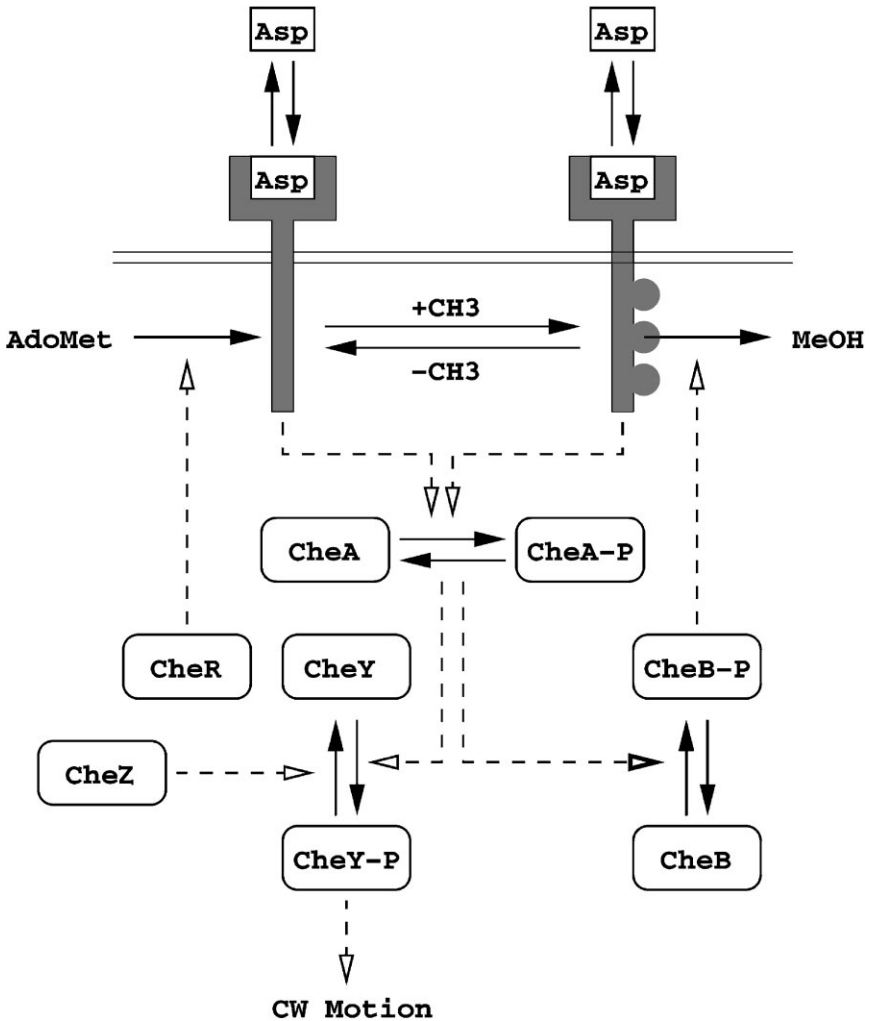 Asp
Asp
Asp
Asp
+CH3
AdoMet
MeOH
−CH3
CheA
CheA−P
CheR
CheY
CheB−P
CheZ
CheY−P
CheB
CW Motion